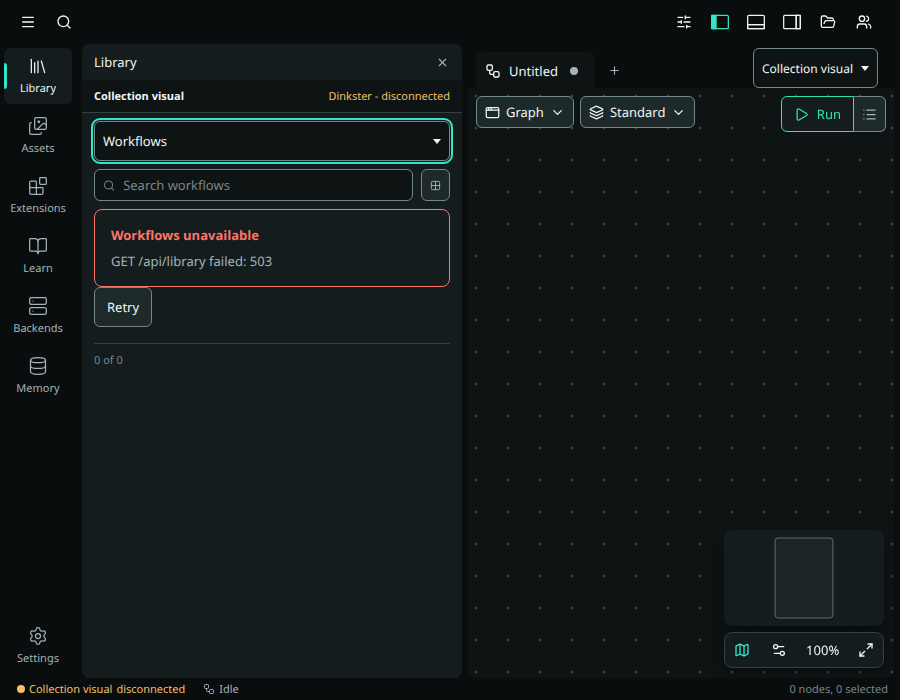 Library
Assets
Extensions
Learn
Backends
Memory
Settings
Library
Collection visual
Dinkster - disconnected
Workflows
Search workflows
Workflows unavailable
GET /api/library failed: 503
Retry
0 of 0
Untitled
Collection visual
Graph
Standard
Run
100%
Collection visual disconnected
Idle
0 nodes, 0 selected